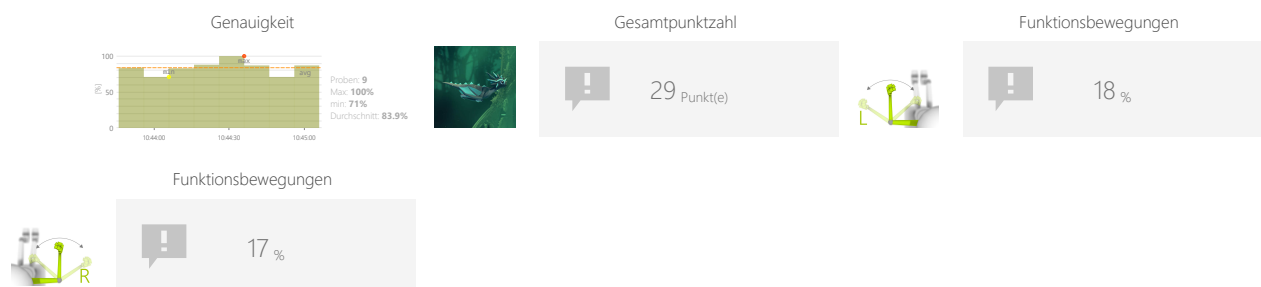 Genauigkeit
100
50
0
[%]
min
max
avg
10:44:00
10:44:30
10:45:00
Proben: 9
Max: 100%
min: 71%
Durchschnitt: 83.9%
Gesamtpunktzahl
29 Punkt(e)
Funktionsbewegungen
L
18 %
Funktionsbewegungen
R
17 %